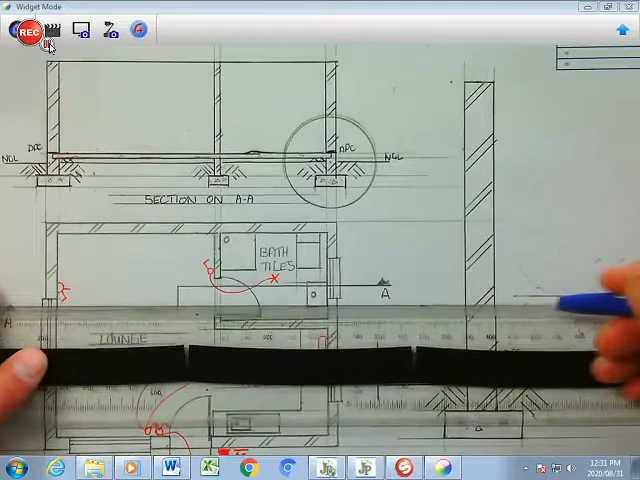 Widget Mode
REC
DPC
DPC
NGL
NGL
SECTION ON A-A
BATH
TILES
A
A
LOUNGE
12:31 PM
2020/08/31